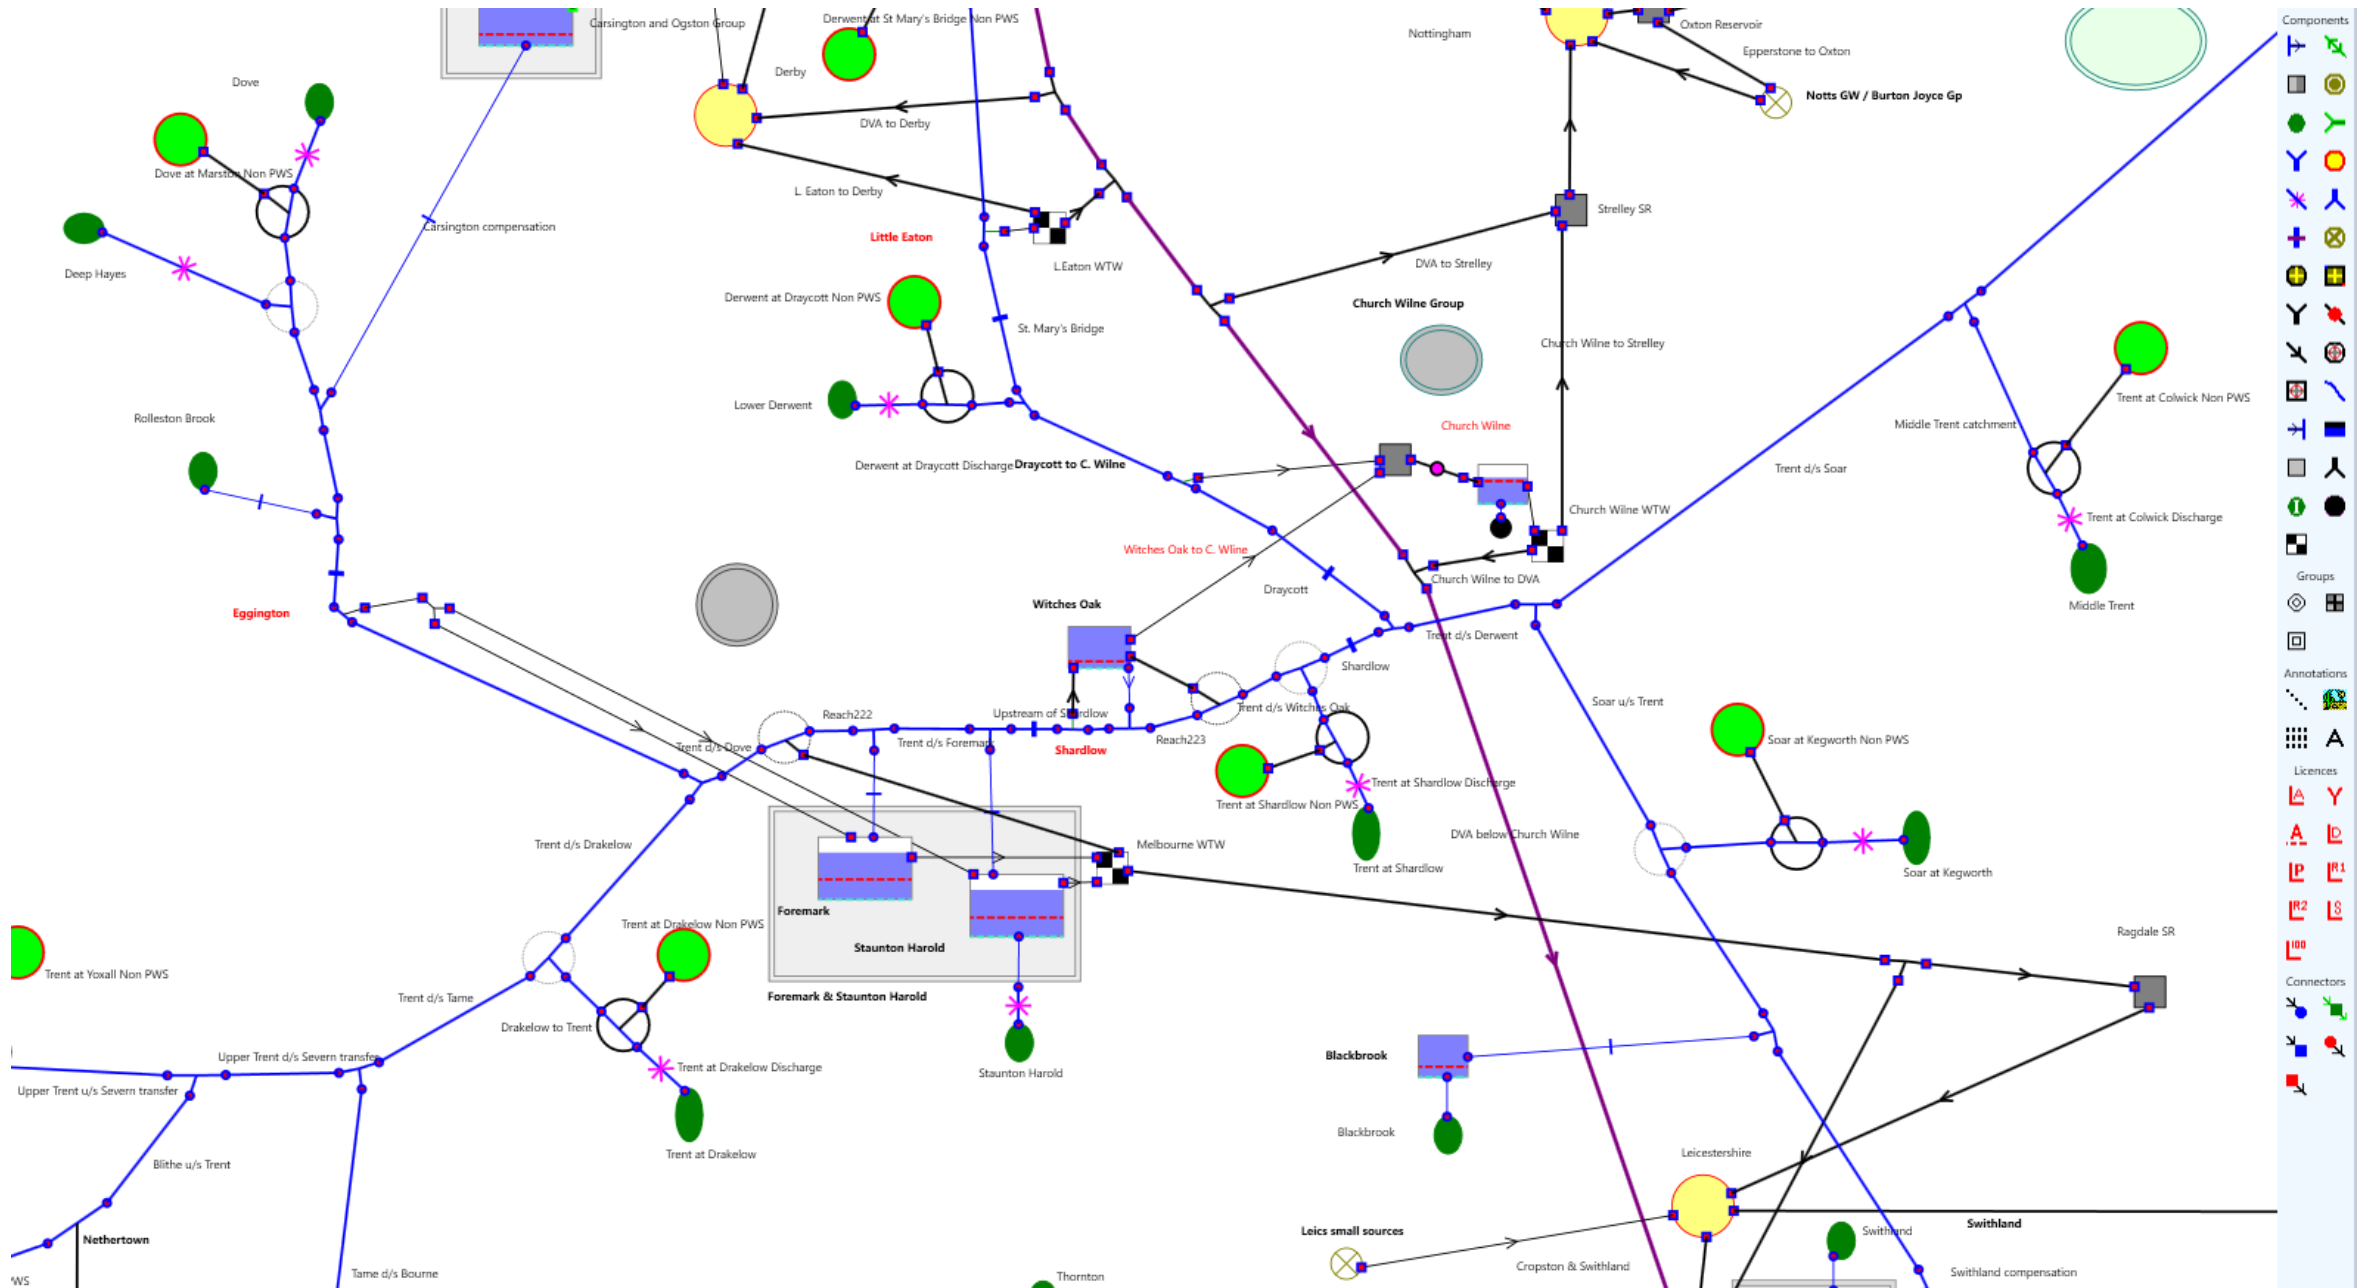 Carsington and Ogston Group
Derwent at St Mary's Bridge Non PWS
Nottingham
Oxton Reservoir
Components
Epperstone to Oxton
Derby
Dove
Notts GW / Burton Joyce Gp
DVA to Derby
Dove at Marston Non PWS
L. Eaton to Derby
Strelley SR
Carsington compensation
Little Eaton
Deep Hayes
L.Eaton WTW
DVA to Strelley
Derwent at Draycott Non PWS
Church Wilne Group
St. Mary's Bridge
Church Wilne to Strelley
Trent at Colwick Non PWS
Lower Derwent
Rolleston Brook
Church Wilne
Middle Trent catchment
Derwent at Draycott Discharge
Draycott to C. Wilne
Trent d/s Soar
Church Wilne WTW
Trent at Colwick Discharge
Witches Oak to C. Wline
Groups
Church Wilne to DVA
Draycott
Witches Oak
Middle Trent
Eggington
Trent d/s Derwent
Shardlow
Annotations
Soar u/s Trent
Trent d/s Witches Oak
Reach222
Upstream of Shardlow
Trent d/s Dove
Trent d/s Foremark
Shardlow
Reach223
Soar at Kegworth Non PWS
A
Licences
Trent at Shardlow Discharge
Trent at Shardlow Non PWS
A
Y
DVA below Church Wilne
A
D
Trent d/s Drakelow
Melbourne WTW
Trent at Shardlow
Soar at Kegworth
P
R1
Foremark
R2
S
Trent at Drakelow Non PWS
Ragdale SR
Staunton Harold
100
Trent at Yoxall Non PWS
Connectors
Trent d/s Tame
Foremark & Staunton Harold
Drakelow to Trent
Upper Trent d/s Severn transfer
Trent at Drakelow Discharge
Staunton Harold
Blackbrook
Upper Trent u/s Severn transfer
Blackbrook
Trent at Drakelow
Leicestershire
Blithe u/s Trent
Swithland
Leics small sources
Swithland
Nethertown
Cropston & Swithland
Swithland compensation
Tame d/s Bourne
Thornton
WS